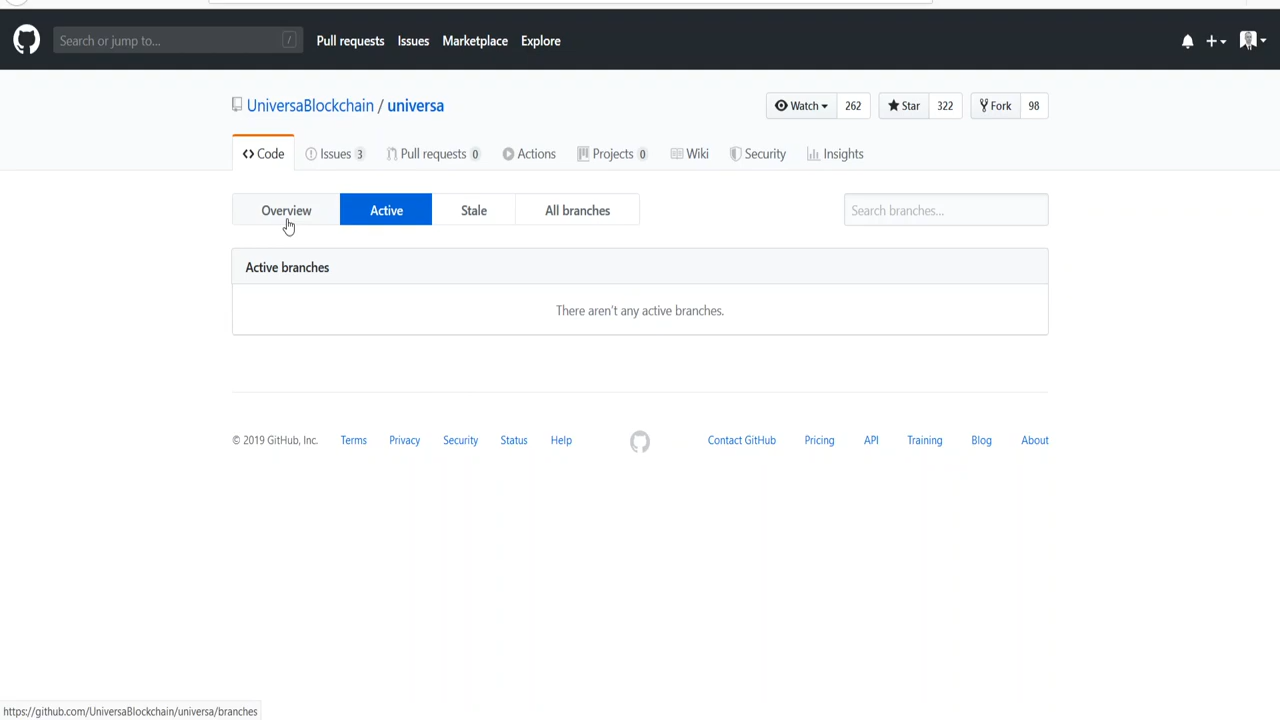 Search or jump to... / Pull requests Issues Marketplace Explore
UniversaBlockchain / universa Watch 262 Star 322 Fork 98
Code Issues 3 Pull requests 0 Actions Projects 0 Wiki Security Insights
Overview Active Stale All branches Search branches...
Active branches
There aren't any active branches.
© 2019 GitHub, Inc. Terms Privacy Security Status Help Contact GitHub Pricing API Training Blog About
https://github.com/UniversaBlockchain/universa/branches